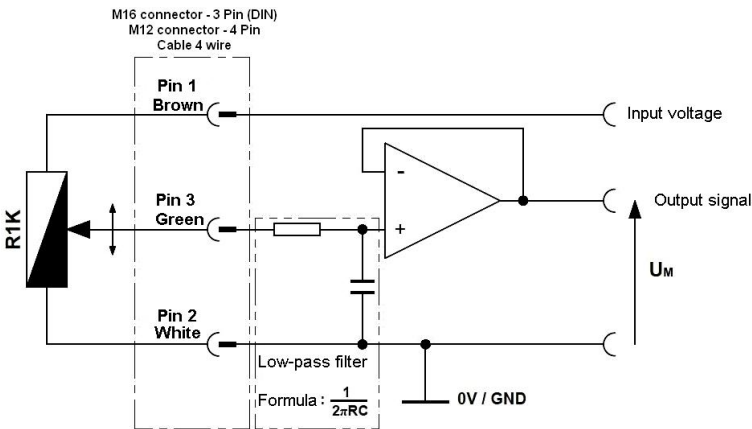 M16 connector - 3 Pin (DIN)
M12 connector - 4 Pin
Cable 4 wire
Pin 1
Brown
Input voltage
-
Pin 3
Green
+
Output signal
R1K
UM
Pin 2
White
Low-pass filter
Formula : 1
2πRC
0V / GND